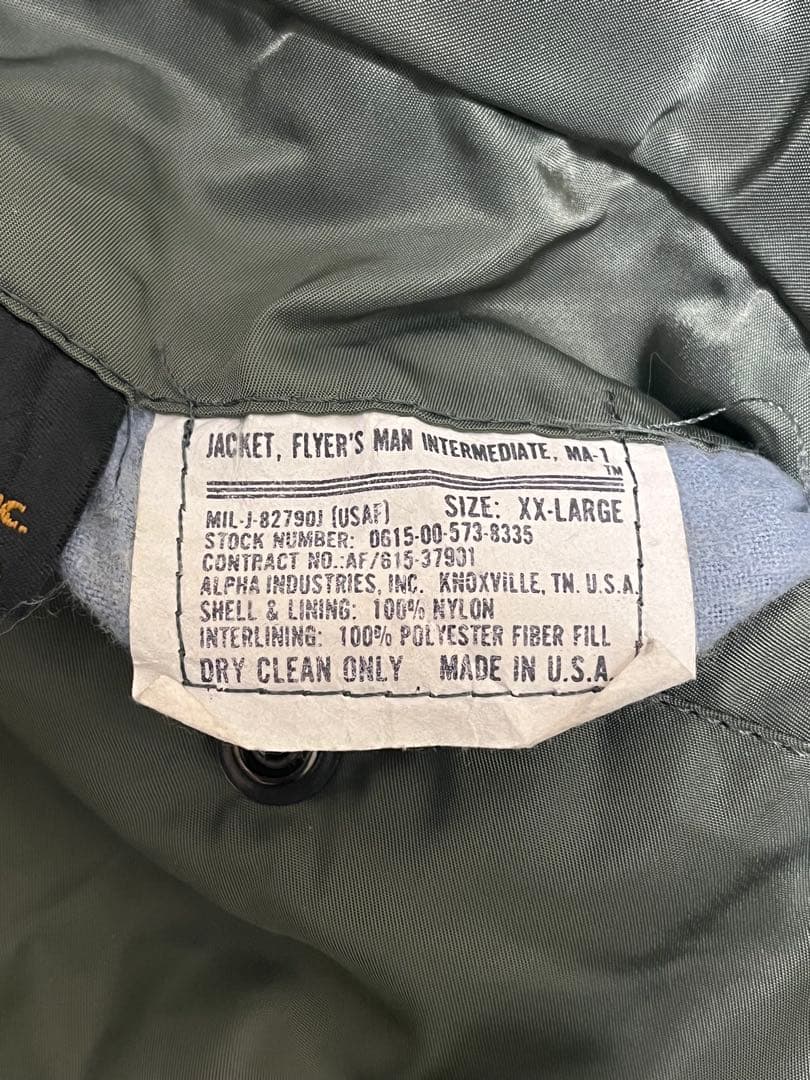 JACKET, FLYER'S MAN INTERMEDIATE, MA-1 ™
MIL-J-82790J (USAF) SIZE: XX-LARGE
STOCK NUMBER: 0615-00-573-8335
CONTRACT NO.:AF/615-37901
ALPHA INDUSTRIES, INC. KNOXVILLE, TN. U.S.A.
SHELL & LINING: 100% NYLON
INTERLINING: 100% POLYESTER FIBER FILL
DRY CLEAN ONLY MADE IN U.S.A.